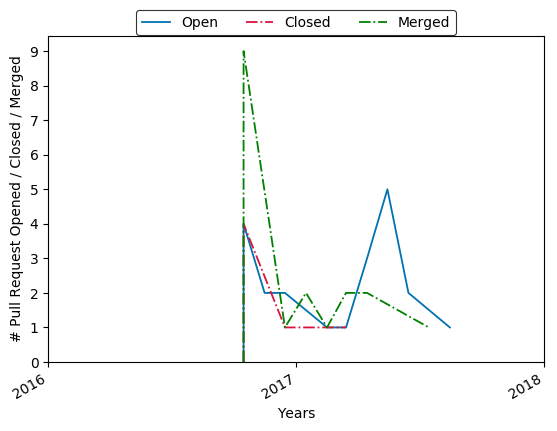 Open Closed Merged
# Pull Request Opened / Closed / Merged
9
8
7
6
5
4
3
2
1
0
2016 2017 2018
Years